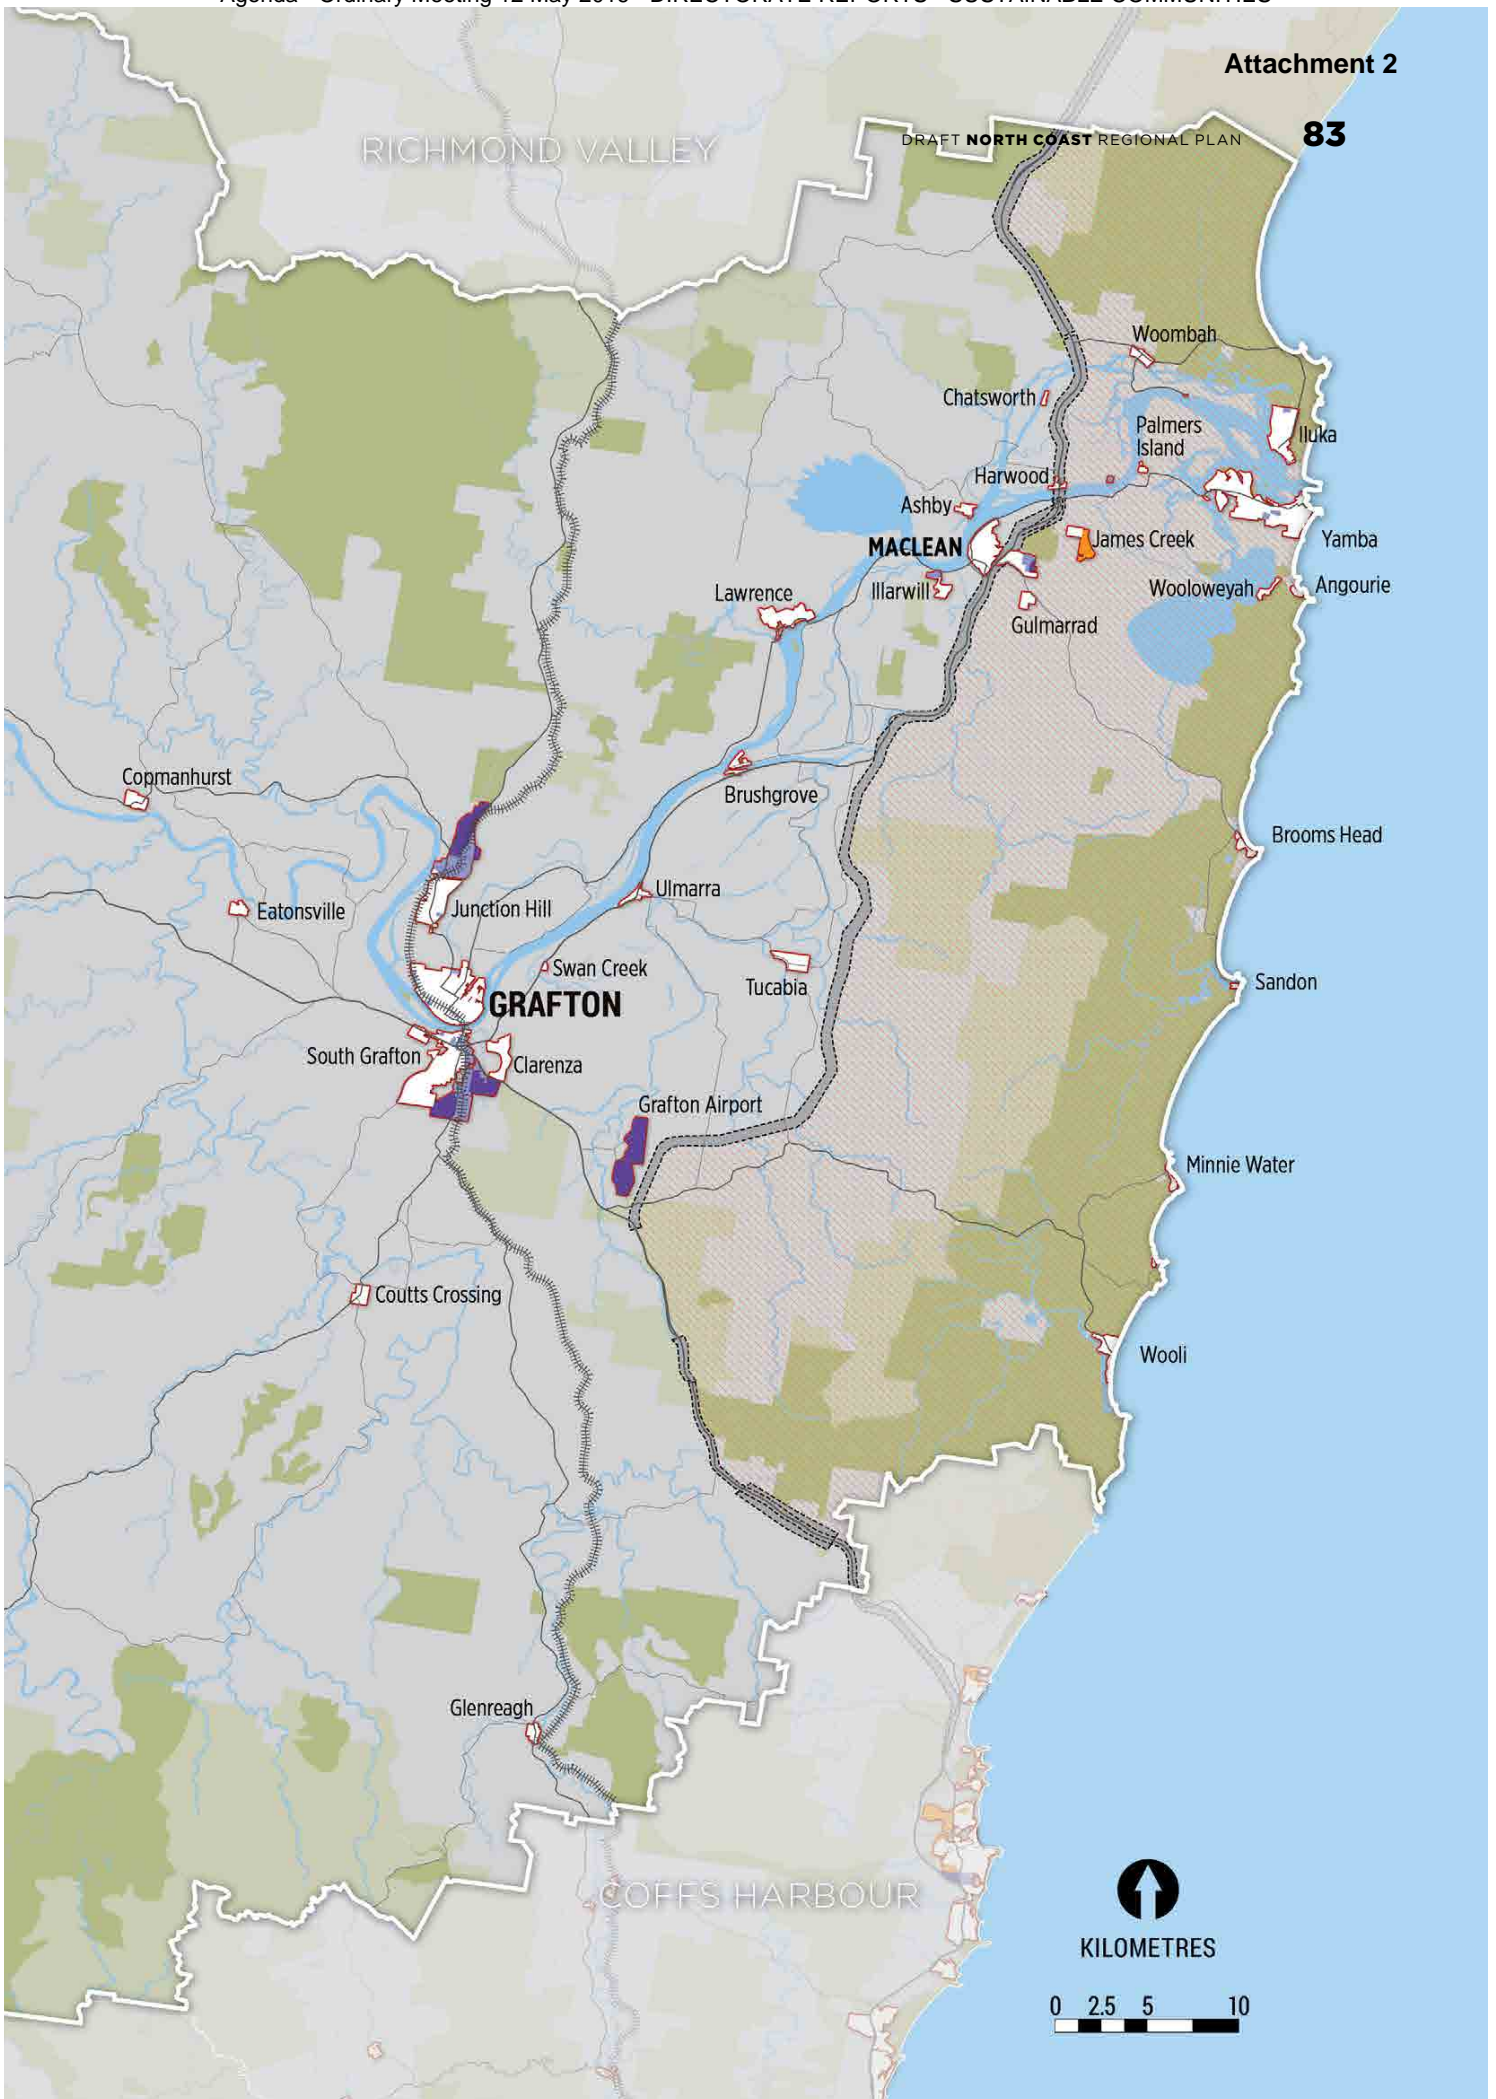 Attachment 2
DRAFT NORTH COAST REGIONAL PLAN 83
RICHMOND VALLEY
Woombah
Chatsworth
Palmers
Island
Iluka
Harwood
Ashby
MACLEAN
James Creek
Yamba
Illarwill
Wooloweyah
Angourie
Lawrence
Gulmarrad
Copmanhurst
Brushgrove
Brooms Head
Ulmarra
Eatonsville
Junction Hill
Swan Creek
Tucabia
Sandon
GRAFTON
South Grafton
Clarenza
Grafton Airport
Minnie Water
Coutts Crossing
Wooli
Glenreagh
COFFS HARBOUR
KILOMETRES
0 2.5 5 10